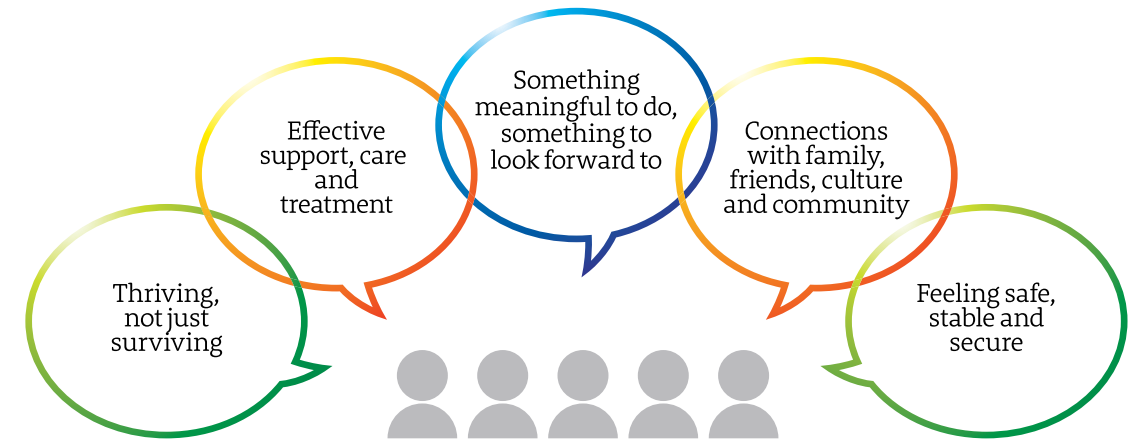 Thriving,
not just
surviving
Effective
support, care
and
treatment
Something
meaningful to do,
something to
look forward to
Connections
with family,
friends, culture
and community
Feeling safe,
stable and
secure